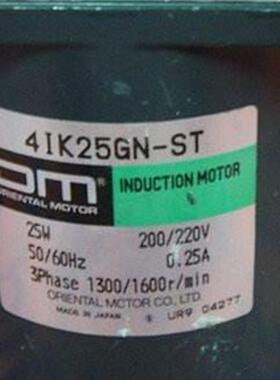 4IK25GN-ST
OM®
ORIENTAL MOTOR
INDUCTION MOTOR
25W 200/220V
50/60Hz 0.25A
3Phase 1300/1600r/min
ORIENTAL MOTOR CO., LTD.
MADE IN JAPAN UR9 04277